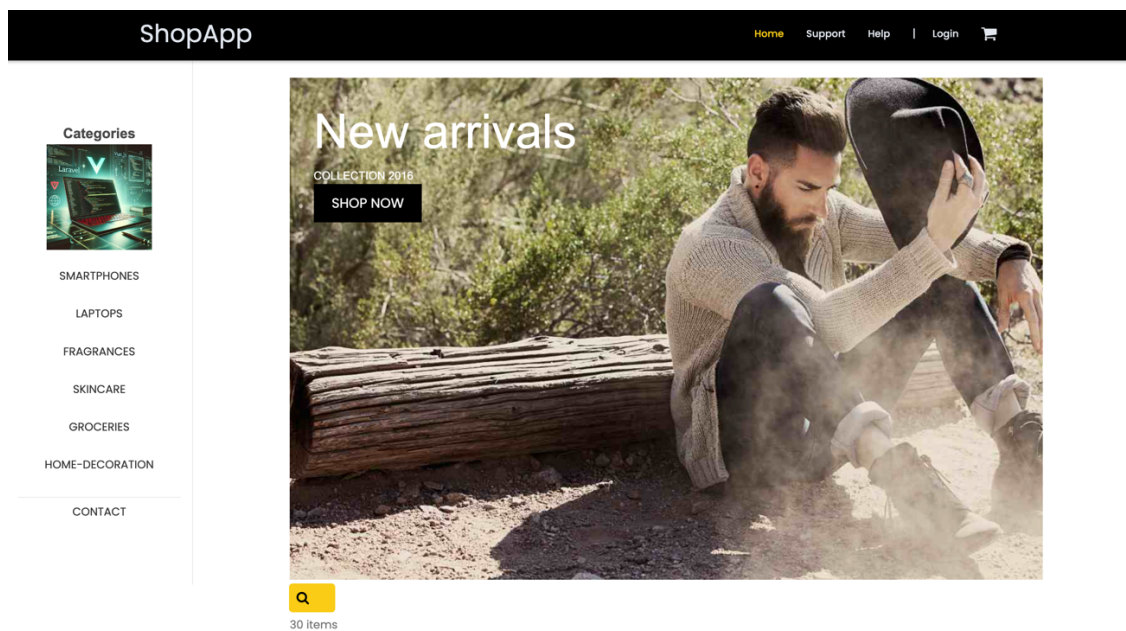 ShopApp
Home Support Help | Login
Categories
Laravel
SMARTPHONES
LAPTOPS
FRAGRANCES
SKINCARE
GROCERIES
HOME-DECORATION
CONTACT
New arrivals
COLLECTION 2016
SHOP NOW
30 items